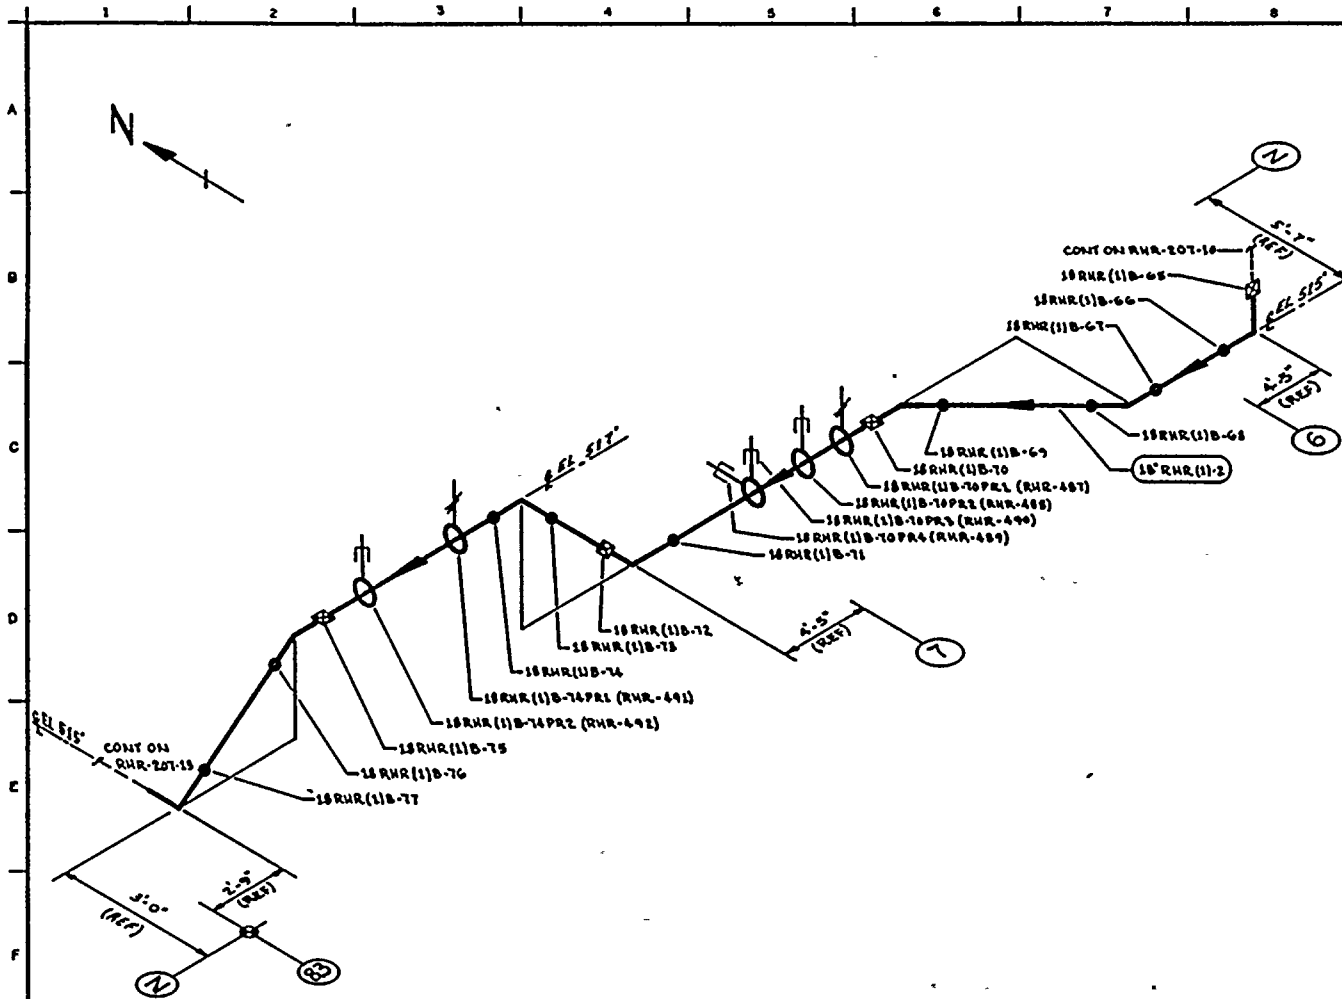 1 2 3 4 5 6 7 8
A
N
N
5'-7"
(REF)
B
CONT ON RHR-207-10
18RHR(1)B-65
18RHR(1)B-66
18RHR(1)B-67
℄ EL 515'
4'-5"
(REF)
6
C
18RHR(1)B-68
18"RHR(1)-2
18RHR(1)B-69
18RHR(1)B-70
18RHR(1)B-70PR1 (RHR-487)
18RHR(1)B-70PR2 (RHR-488)
18RHR(1)B-70PR3 (RHR-490)
18RHR(1)B-70PR4 (RHR-489)
18RHR(1)B-71
℄ EL 517'
D
4'-5"
(REF)
7
18RHR(1)B-72
18RHR(1)B-73
18RHR(1)B-74
18RHR(1)B-74PR1 (RHR-491)
18RHR(1)B-74PR2 (RHR-492)
18RHR(1)B-75
18RHR(1)B-76
18RHR(1)B-77
℄ EL 515'
CONT ON
RHR-207-13
E
2'-9"
(REF)
3'-0"
(REF)
F
N
83